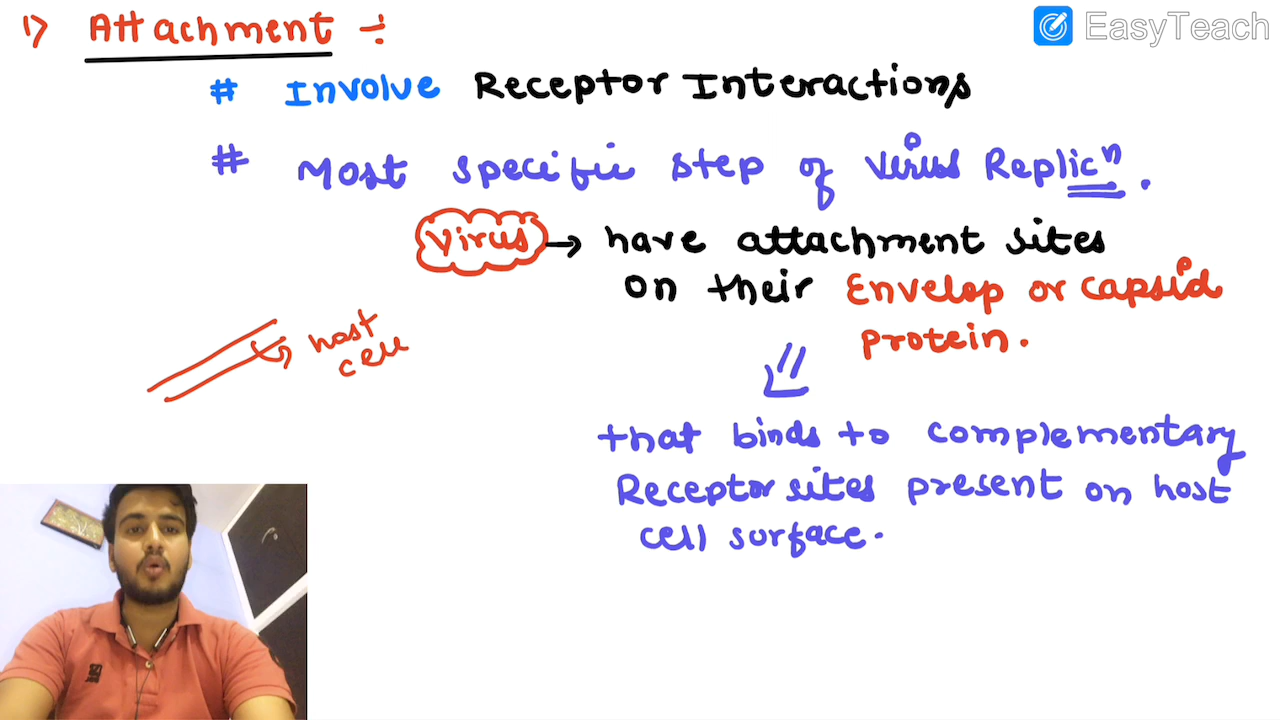 1) Attachment :-
EasyTeach
# Involve Receptor Interactions
# Most specific step of Virus Replicⁿ.
Virus → have attachment sites
on their Envelop or capsid
protein.
host
cell
that binds to complementary
Receptor sites present on host
cell surface.